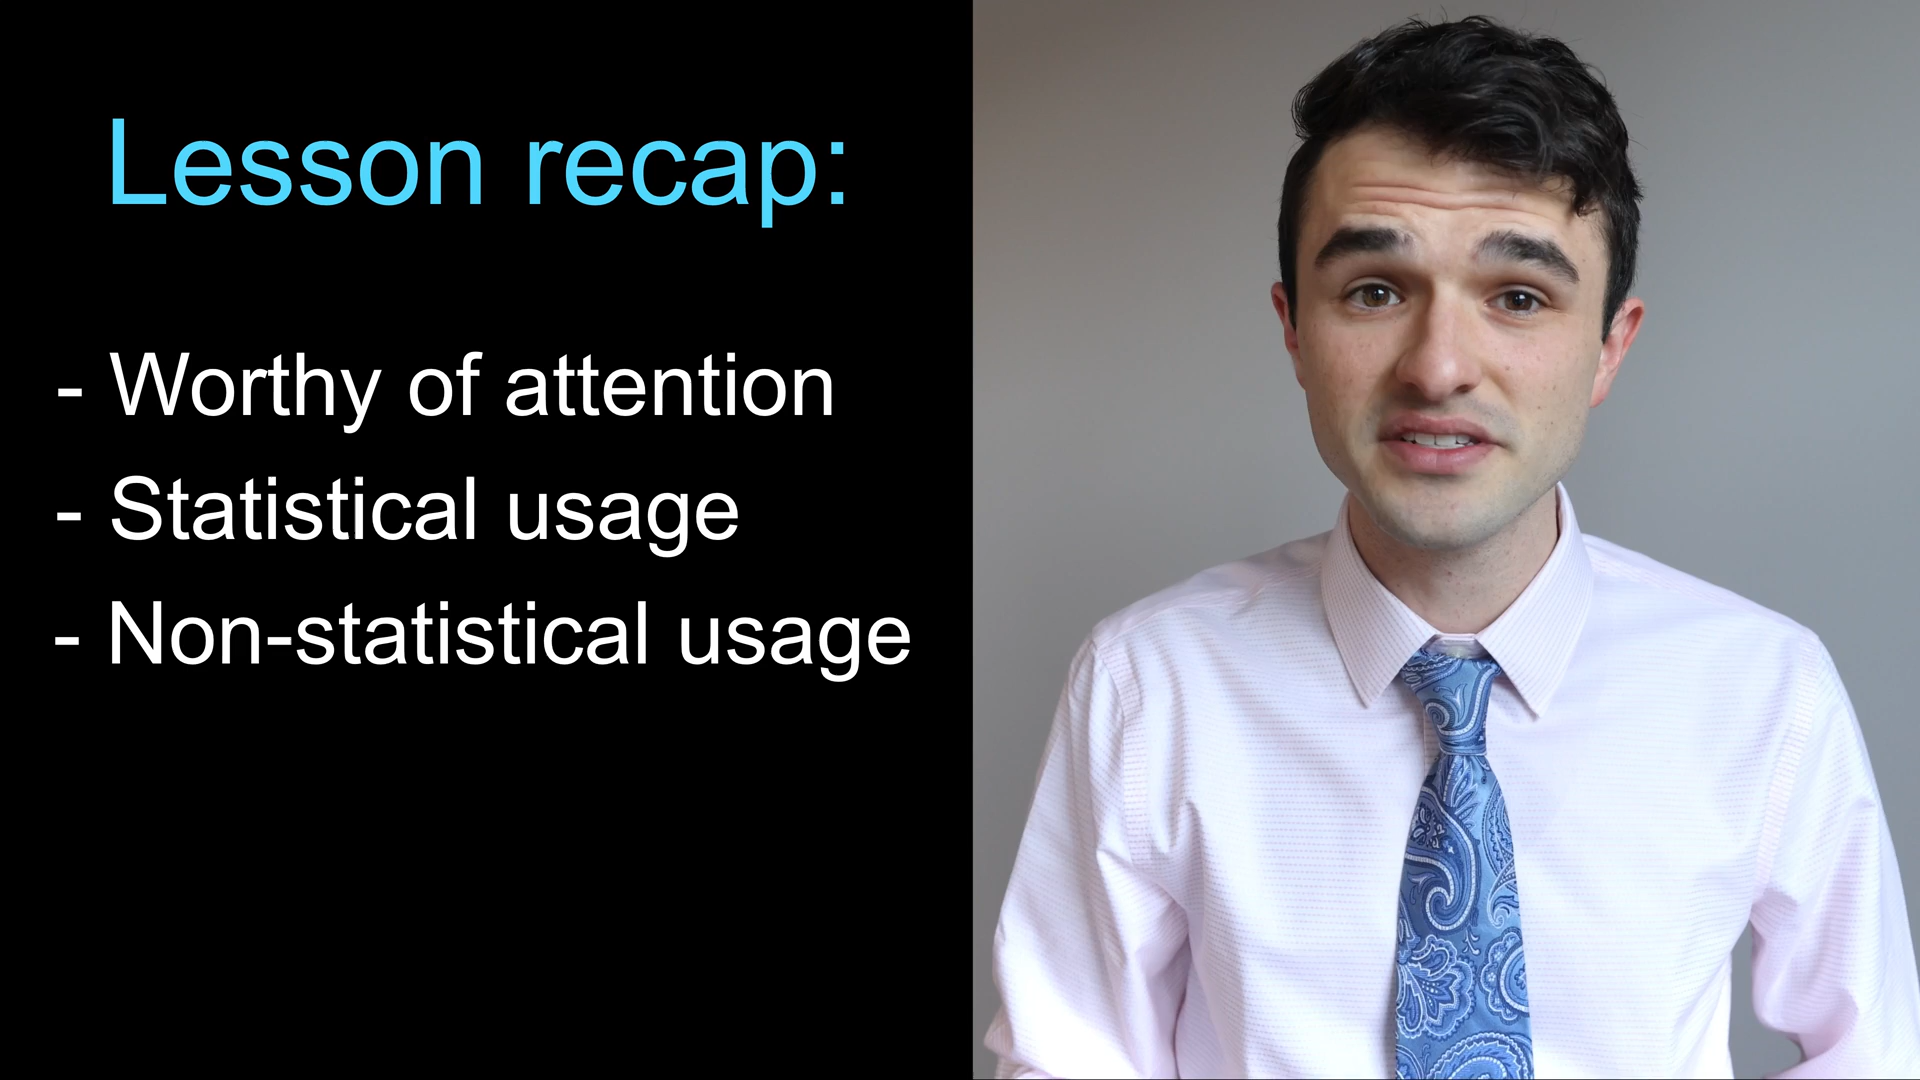 Lesson recap:
- Worthy of attention
- Statistical usage
- Non-statistical usage